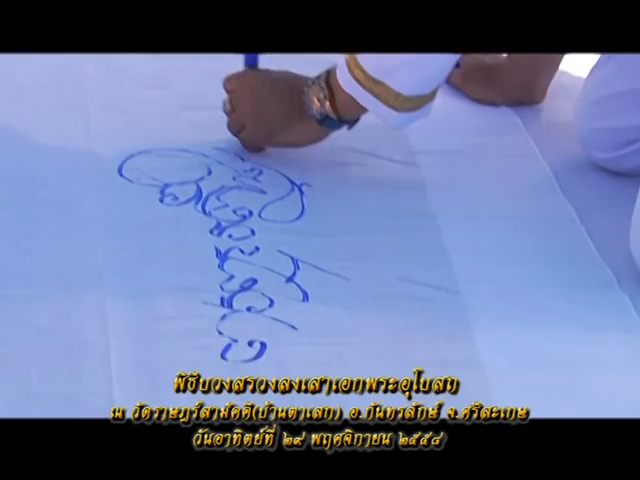 พิธีบวงสรวงลงเสาเอกพระอุโบสถ
ณ วัดราษฎร์สามัคคี(บ้านตาเสก) อ.กันทรลักษ์ จ.ศรีสะเกษ
วันอาทิตย์ที่ ๒๙ พฤศจิกายน ๒๕๕๔